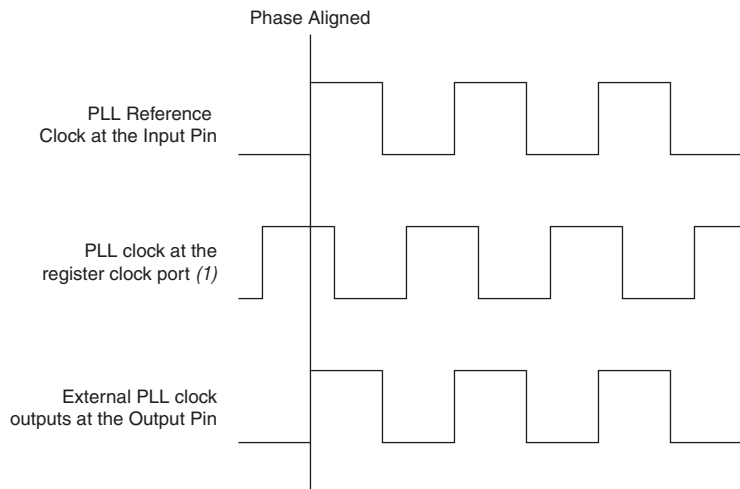 Phase Aligned
PLL Reference
Clock at the Input Pin
PLL clock at the
register clock port (1)
External PLL clock
outputs at the Output Pin